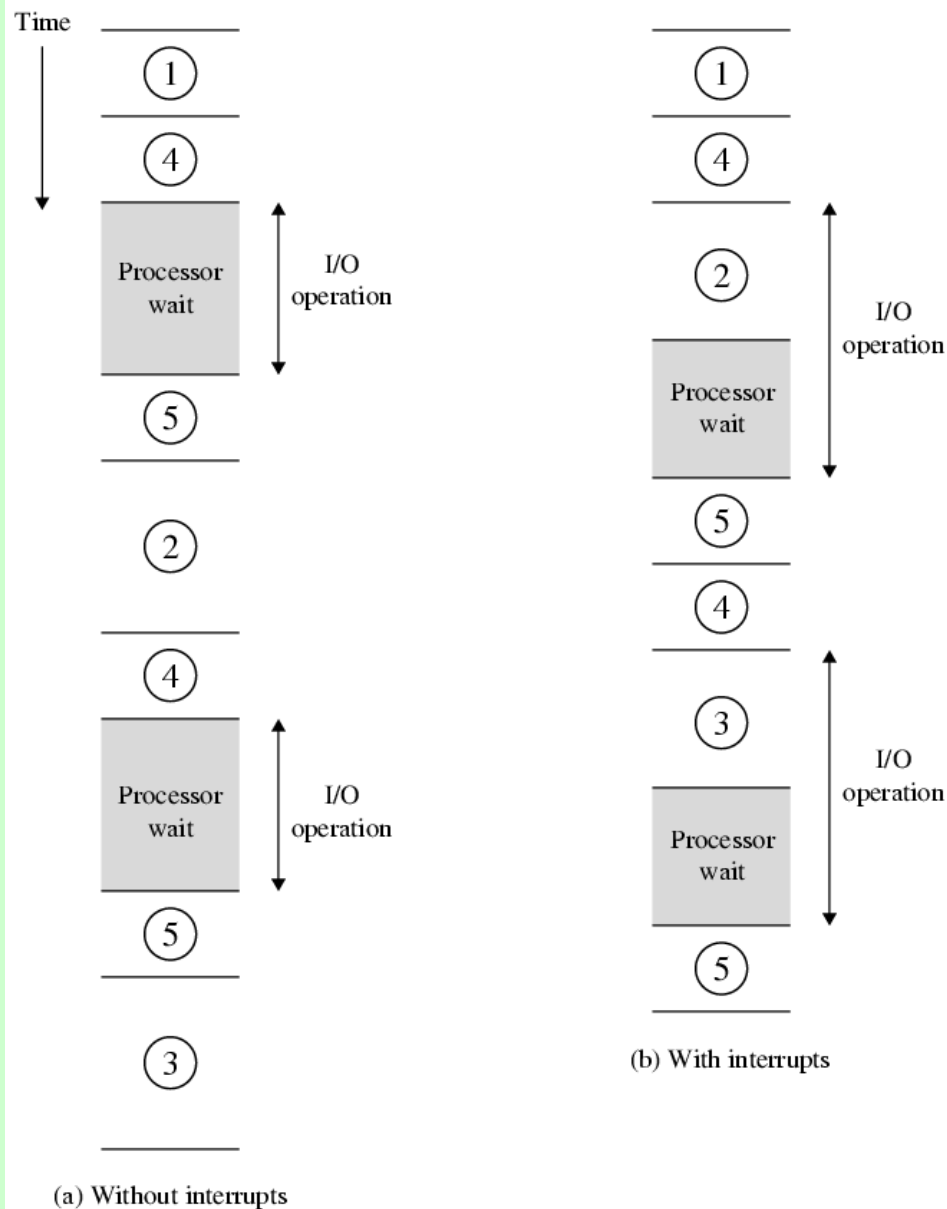 Time
1
4
Processor
wait
I/O
operation
5
2
4
Processor
wait
I/O
operation
5
3
(a) Without interrupts
1
4
2
I/O
operation
Processor
wait
5
4
3
I/O
operation
Processor
wait
5
(b) With interrupts